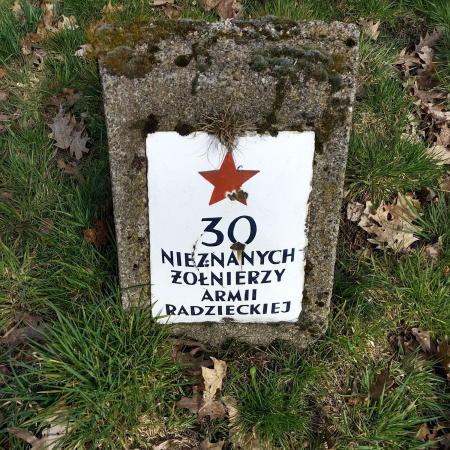 30
NIEZNANYCH
ŻOŁNIERZY
ARMII
RADZIECKIEJ